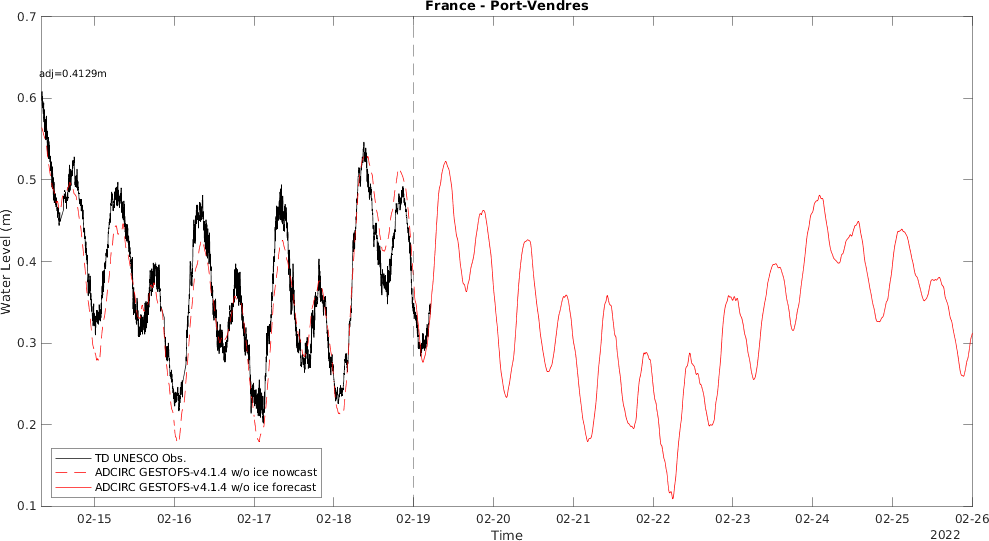 France - Port-Vendres
adj=0.4129m
Water Level (m)
0.7
0.6
0.5
0.4
0.3
0.2
0.1
TD UNESCO Obs.
ADCIRC GESTOFS-v4.1.4 w/o ice nowcast
ADCIRC GESTOFS-v4.1.4 w/o ice forecast
02-15 02-16 02-17 02-18 02-19 02-20 02-21 02-22 02-23 02-24 02-25 02-26
Time
2022